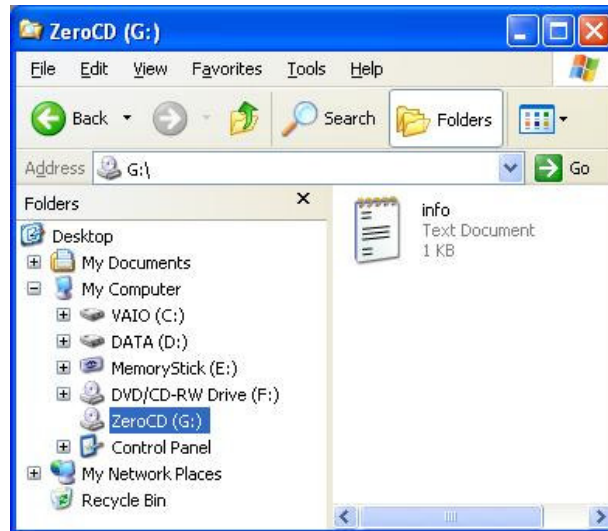 ZeroCD (G:)
File Edit View Favorites Tools Help
Back Search Folders
Address G:\ Go
Folders x
Desktop
My Documents
My Computer
VAIO (C:)
DATA (D:)
MemoryStick (E:)
DVD/CD-RW Drive (F:)
ZeroCD (G:)
Control Panel
My Network Places
Recycle Bin
info
Text Document
1 KB